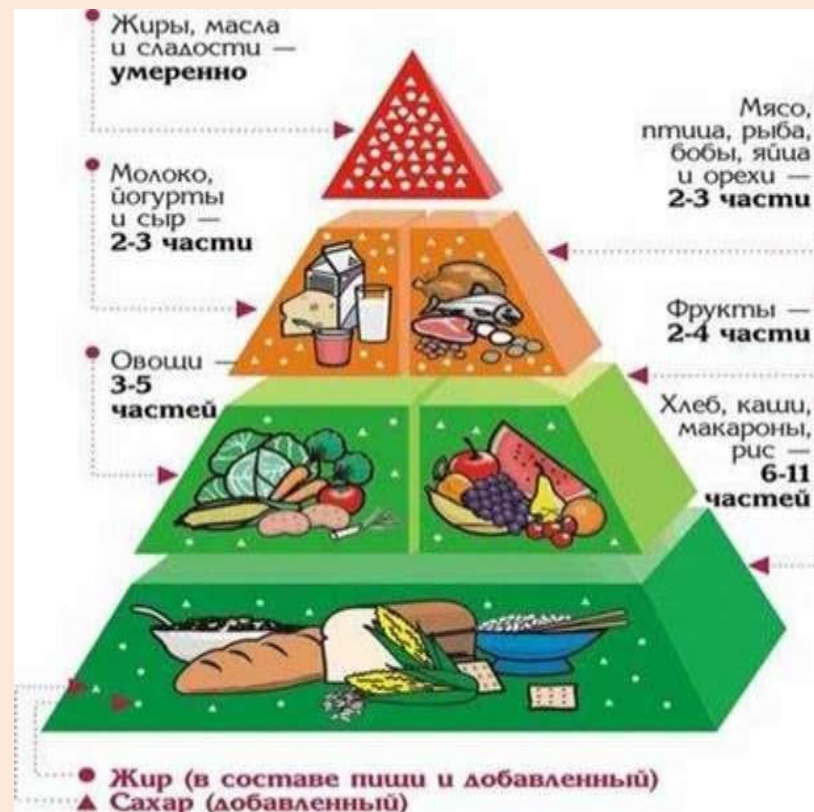 Жиры, масла
и сладости —
умеренно
Молоко,
йогурты
и сыр —
2-3 части
Овощи —
3-5
частей
Мясо,
птица, рыба,
бобы, яйца
и орехи —
2-3 части
Фрукты —
2-4 части
Хлеб, каши,
макароны,
рис —
6-11
частей
Жир (в составе пищи и добавленный)
Сахар (добавленный)